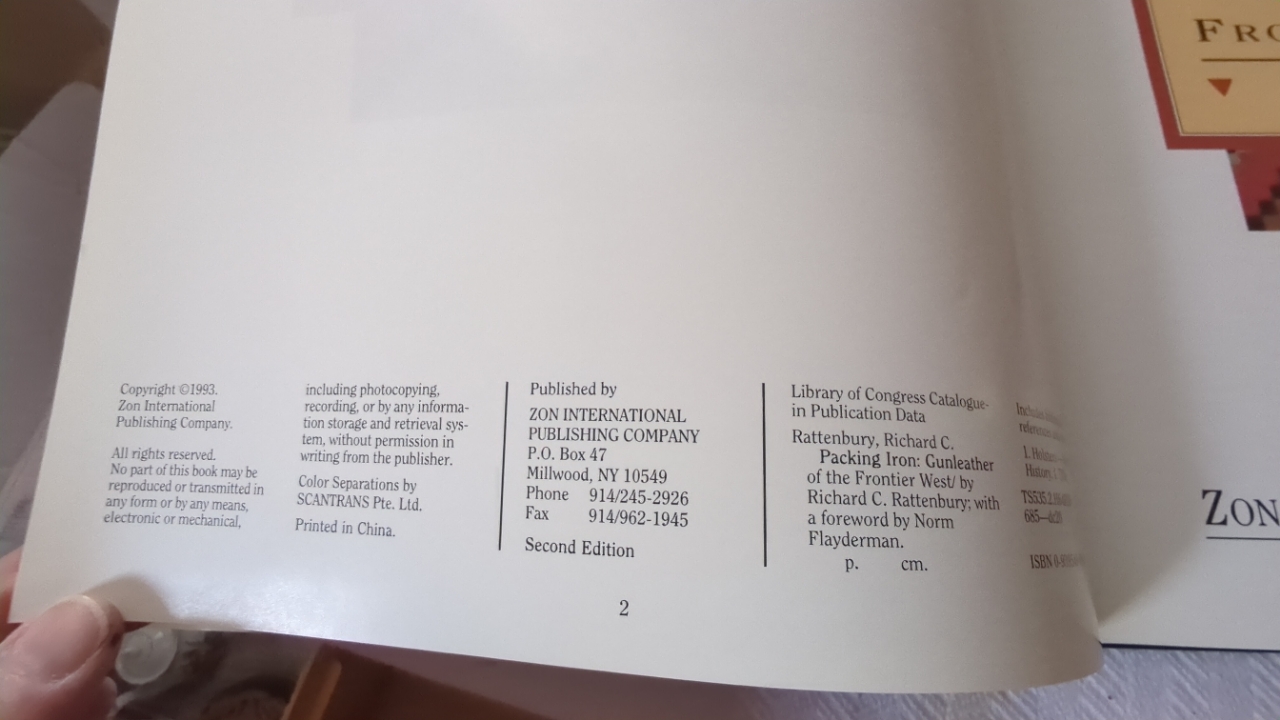 Copyright ©1993.
Zon International
Publishing Company.
All rights reserved.
No part of this book may be
reproduced or transmitted in
any form or by any means,
electronic or mechanical,
including photocopying,
recording, or by any informa-
tion storage and retrieval sys-
tem, without permission in
writing from the publisher.
Color Separations by
SCANTRANS Pte. Ltd.
Printed in China.
Published by
ZON INTERNATIONAL
PUBLISHING COMPANY
P.O. Box 47
Millwood, NY 10549
Phone 914/245-2926
Fax 914/962-1945
Second Edition
Library of Congress Catalogue-
in Publication Data
Rattenbury, Richard C.
Packing Iron: Gunleather
of the Frontier West/ by
Richard C. Rattenbury; with
a foreword by Norm
Flayderman.
p. cm.
ISBN
2
FRO
ZON